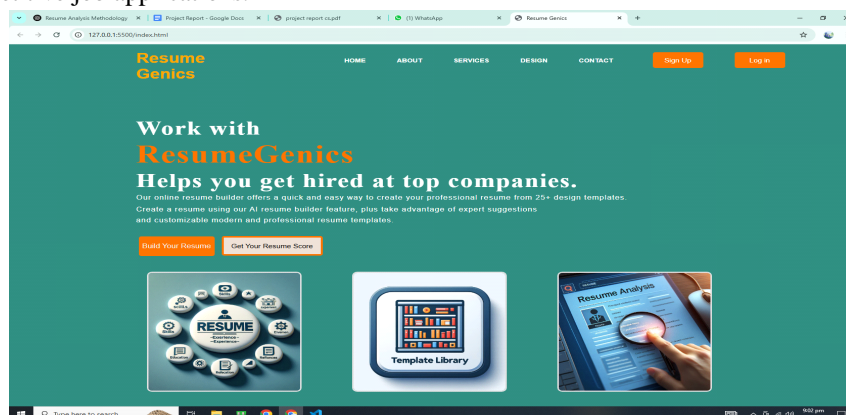 Resume Analysis Methodology
Project Report - Google Docs
project report cs.pdf
(1) WhatsApp
Resume Genics
127.0.0.1:5500/index.html
Resume
Genics
HOME ABOUT SERVICES DESIGN CONTACT Sign Up Log in
Work with
ResumeGenics
Helps you get hired at top companies.
Our online resume builder offers a quick and easy way to create your professional resume from 25+ design templates.
Create a resume using our AI resume builder feature, plus take advantage of expert suggestions
and customizable modern and professional resume templates.
Build Your Resume Get Your Resume Score
Skills
RESUME
-Experience-
-Experience-
Education
Template Library
Resume Analysis
Type here to search
9:02 pm